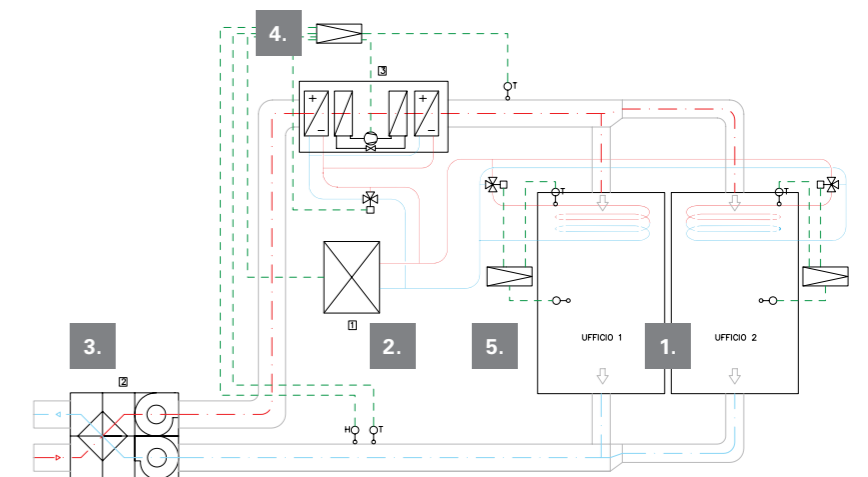 4.
3
T
T
T
1
3.
2.
5.
1.
UFFICIO 1
UFFICIO 2
2
H
T
+
−
+
−